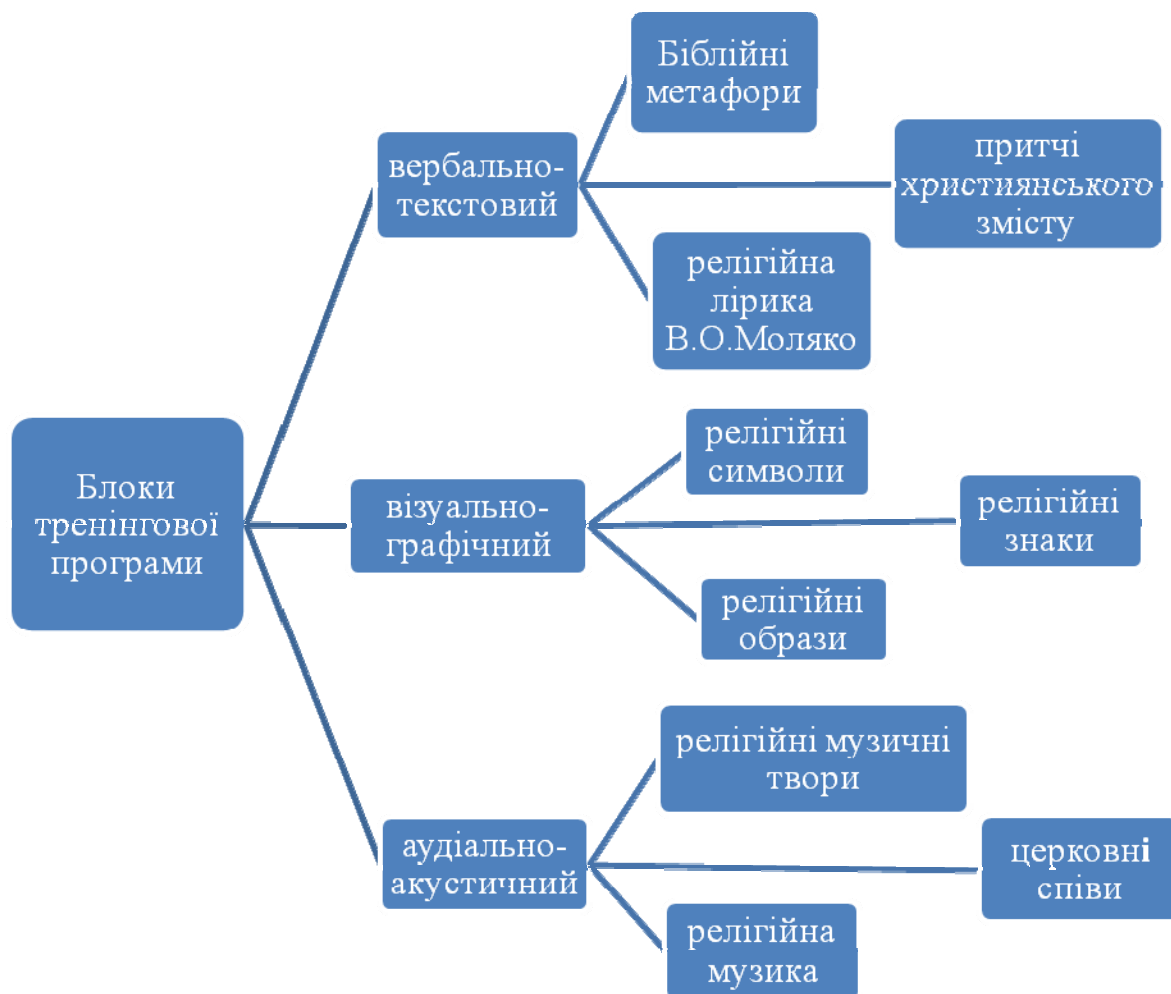 Блоки
тренінгової
програми
вербально-
текстовий
Біблійні
метафори
притчі
християнського
змісту
релігійна
лірика
В.О.Моляко
візуально-
графічний
релігійні
символи
релігійні
знаки
релігійні
образи
аудіально-
акустичний
релігійні музичні
твори
церковні
співи
релігійна
музика